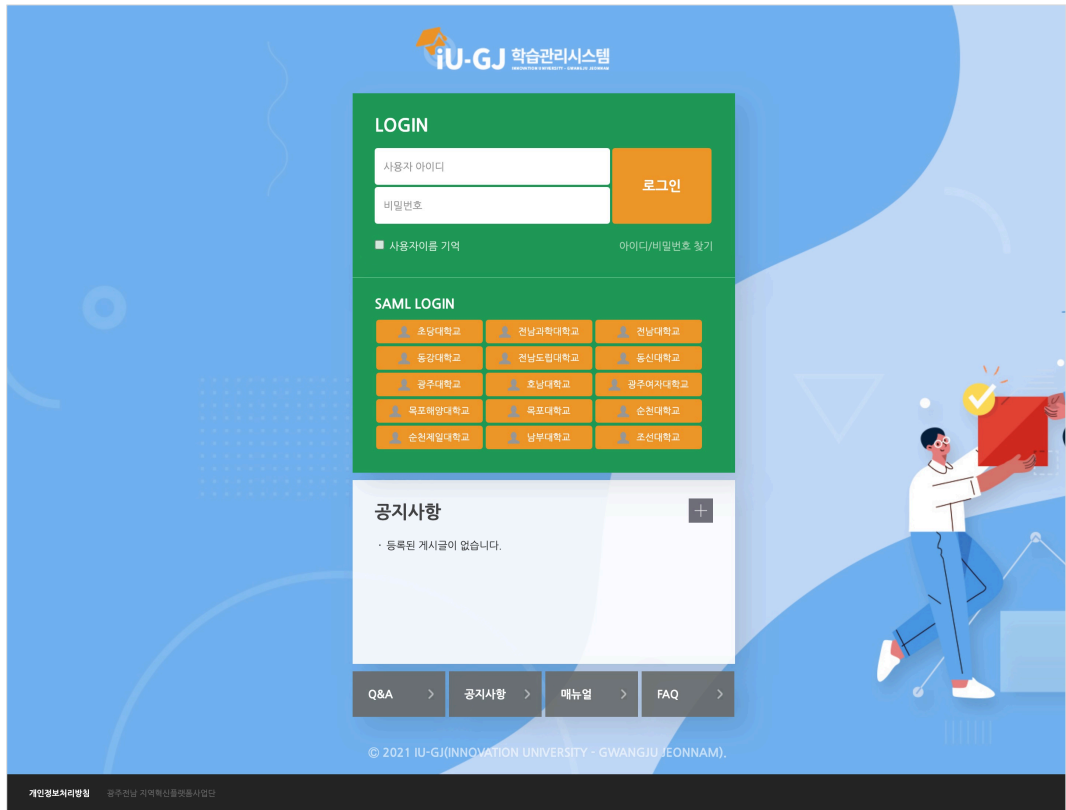 iU-GJ 학습관리시스템
INNOVATION UNIVERSITY - GWANGJU JEONNAM
LOGIN
사용자 아이디
로그인
비밀번호
사용자이름 기억 아이디/비밀번호 찾기
SAML LOGIN
초당대학교 전남과학대학교 전남대학교
동강대학교 전남도립대학교 동신대학교
광주대학교 호남대학교 광주여자대학교
목포해양대학교 목포대학교 순천대학교
순천제일대학교 남부대학교 조선대학교
공지사항
· 등록된 게시글이 없습니다.
Q&A 공지사항 매뉴얼 FAQ
© 2021 IU-GJ(INNOVATION UNIVERSITY - GWANGJU JEONNAM).
개인정보처리방침 광주전남 지역혁신플랫폼사업단